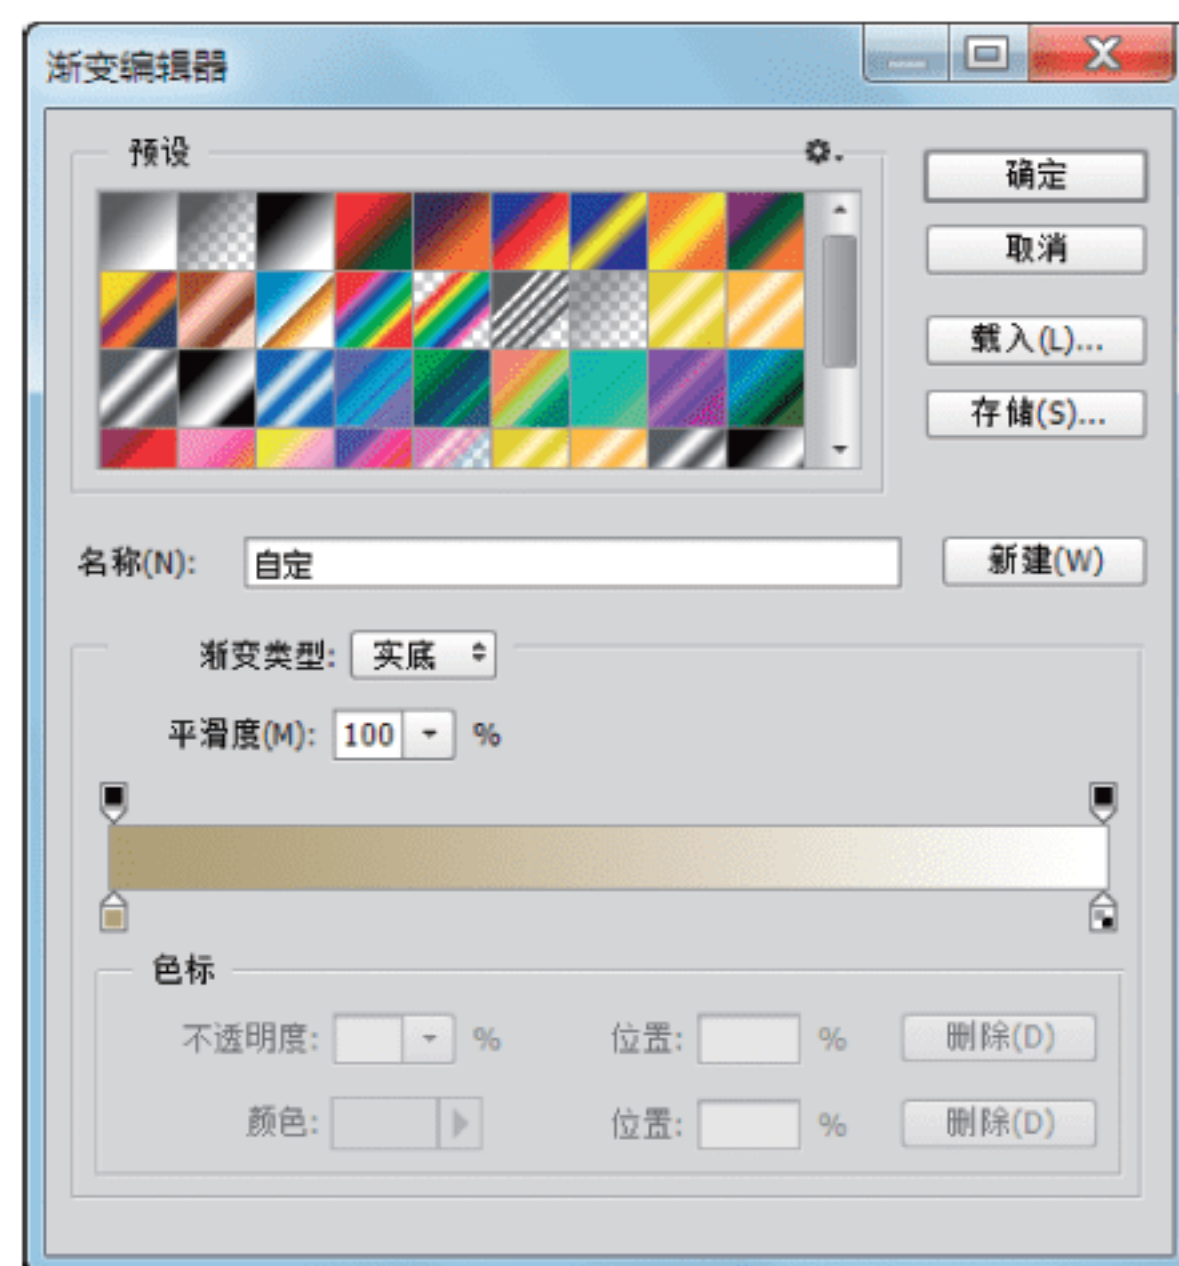 渐变编辑器
预设
确定
取消
载入(L)...
存储(S)...
名称(N): 自定 新建(W)
渐变类型: 实底
平滑度(M): 100 %
色标
不透明度: % 位置: % 删除(D)
颜色: 位置: % 删除(D)